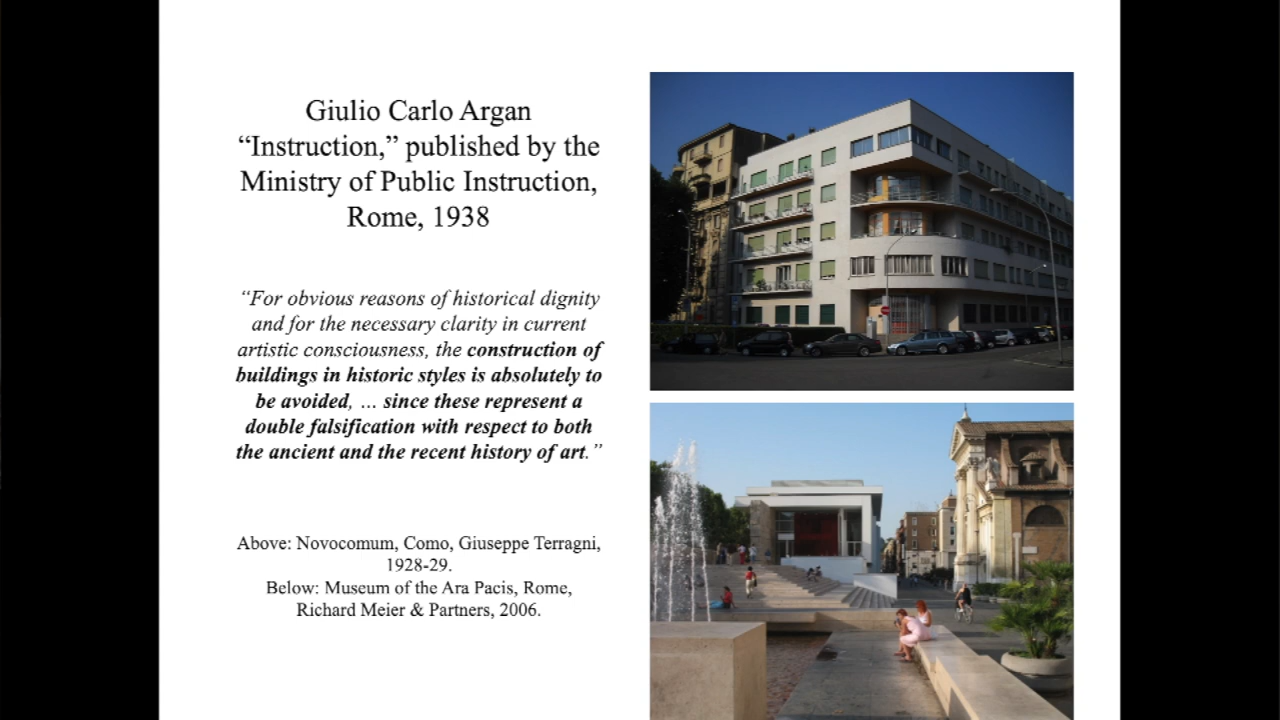 Giulio Carlo Argan
“Instruction,” published by the
Ministry of Public Instruction,
Rome, 1938
“For obvious reasons of historical dignity
and for the necessary clarity in current
artistic consciousness, the construction of
buildings in historic styles is absolutely to
be avoided, … since these represent a
double falsification with respect to both
the ancient and the recent history of art.”
Above: Novocomum, Como, Giuseppe Terragni,
1928-29.
Below: Museum of the Ara Pacis, Rome,
Richard Meier & Partners, 2006.